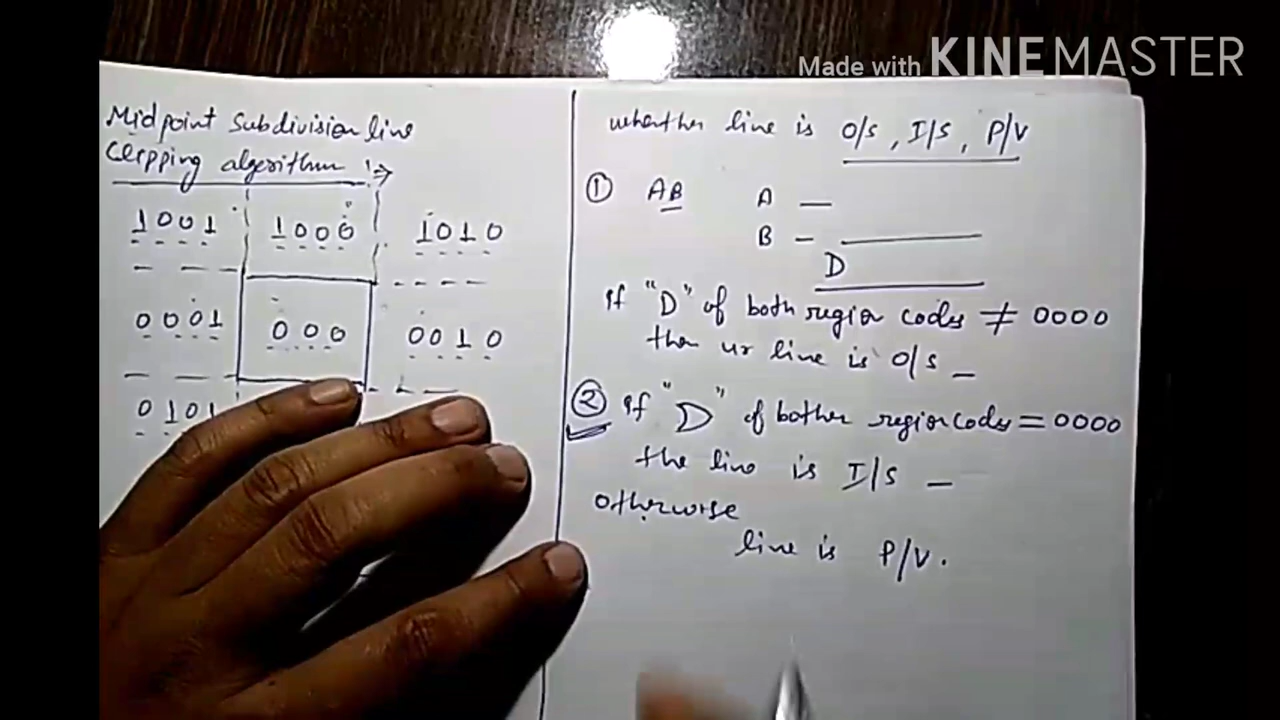 Made with KINEMASTER
Midpoint Subdivision line
Clipping algorithm :⇒
1001 1000 1010
0001 000 0010
0101
whether line is O/S , I/S , P/V
① AB A —
B —
D
If "D" of both region codes ≠ 0000
then ur line is O/S _
② If "D" of bother region codes = 0000
the line is I/S _
otherwise
line is P/V.